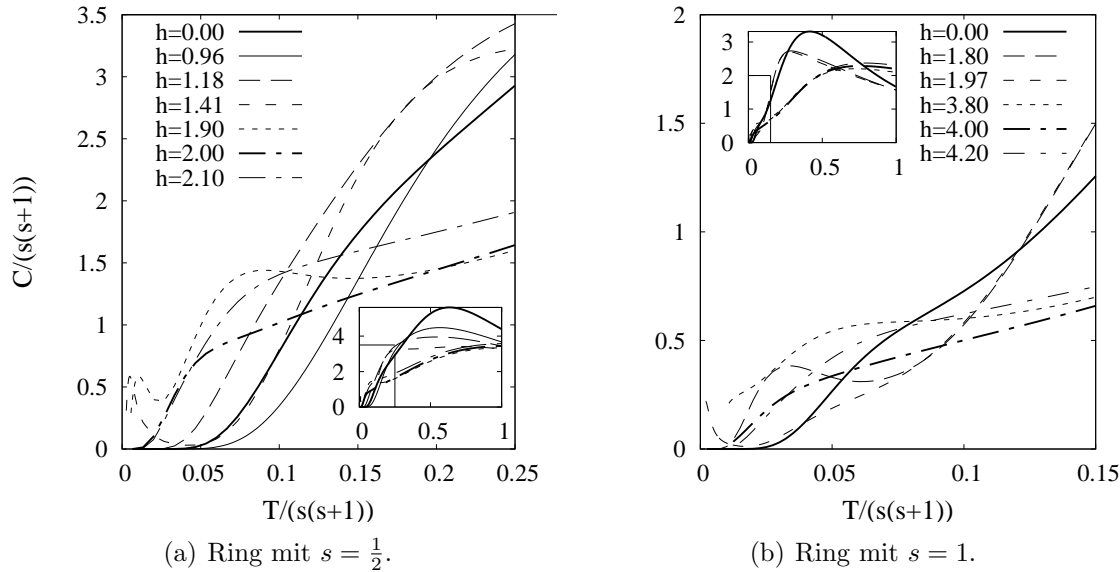 3.5
3
2.5
2
1.5
1
0.5
0
C/(s(s+1))
h=0.00
h=0.96
h=1.18
h=1.41
h=1.90
h=2.00
h=2.10
4
2
0
0 0.5 1
0 0.05 0.1 0.15 0.2 0.25
T/(s(s+1))
(a) Ring mit s = 1/2.
2
1.5
1
0.5
0
3
2
1
0
0 0.5 1
h=0.00
h=1.80
h=1.97
h=3.80
h=4.00
h=4.20
0 0.05 0.1 0.15
T/(s(s+1))
(b) Ring mit s = 1.